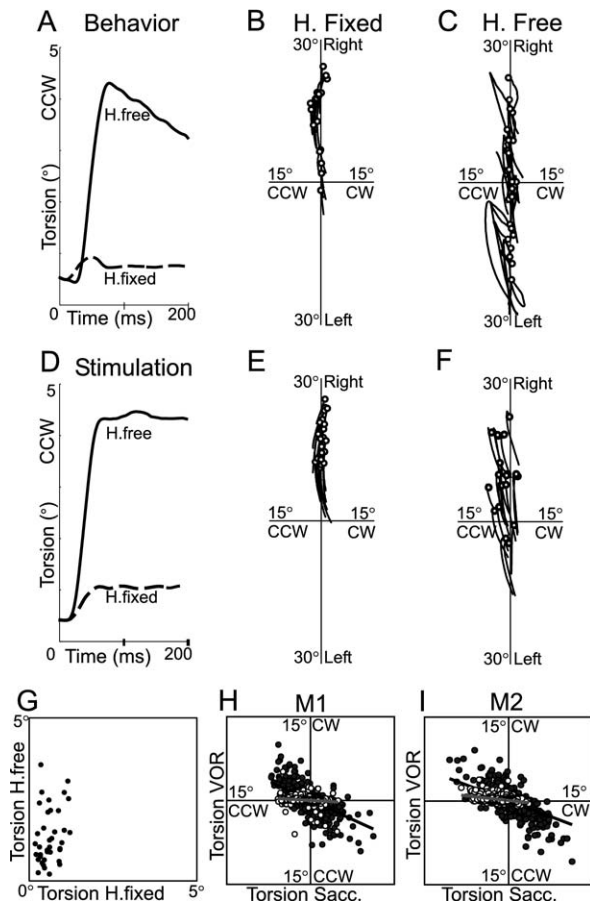 A Behavior
B H. Fixed
C H. Free
5
CCW
Torsion (°)
H.free
H.fixed
0 Time (ms) 200
30° Right
15° 15°
CCW CW
30° Left
30° Right
15° 15°
CCW CW
30° Left
D Stimulation
E
F
5
CCW
Torsion (°)
H.free
H.fixed
0 Time (ms) 200
30° Right
15° 15°
CCW CW
30° Left
30° Right
15° 15°
CCW CW
30° Left
G
H M1
I M2
5°
Torsion H.free
0° Torsion H.fixed 5°
15° CW
Torsion VOR
15°
CCW
15° CCW
Torsion Sacc.
15° CW
Torsion VOR
15°
CW
15° CCW
Torsion Sacc.